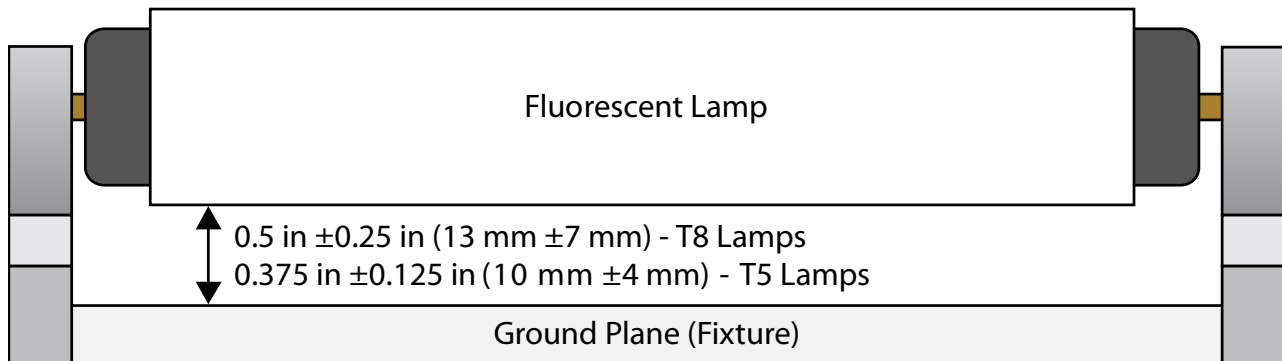 Fluorescent Lamp
0.5 in ±0.25 in (13 mm ±7 mm) - T8 Lamps
0.375 in ±0.125 in (10 mm ±4 mm) - T5 Lamps
Ground Plane (Fixture)